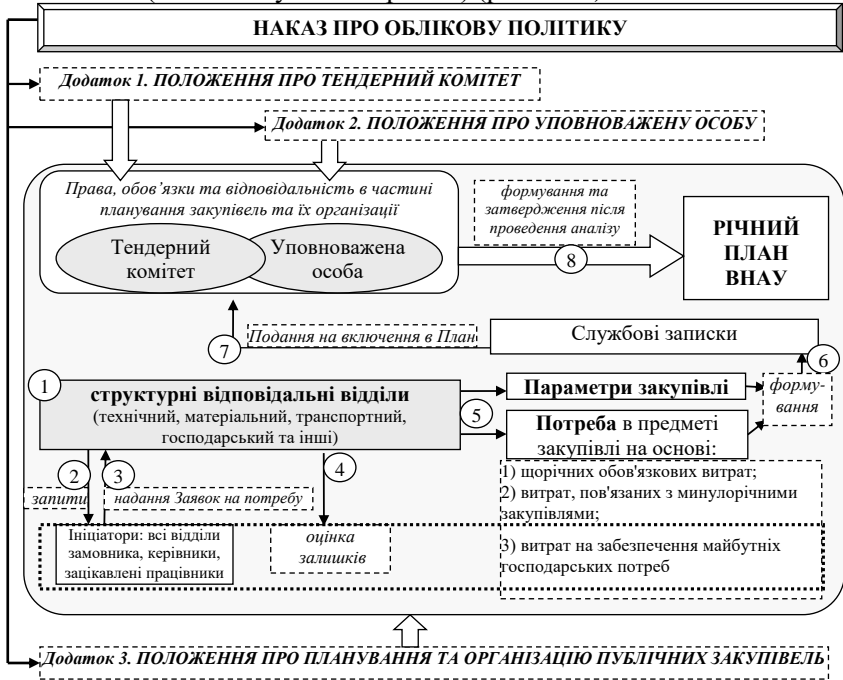 НАКАЗ ПРО ОБЛІКОВУ ПОЛІТИКУ
Додаток 1. ПОЛОЖЕННЯ ПРО ТЕНДЕРНИЙ КОМІТЕТ
Додаток 2. ПОЛОЖЕННЯ ПРО УПОВНОВАЖЕНУ ОСОБУ
Права, обов’язки та відповідальність в частині
планування закупівель та їх організації
Тендерний
комітет
Уповноважена
особа
формування та
затвердження після
проведення аналізу
8
РІЧНИЙ
ПЛАН
ВНАУ
7
Подання на включення в План
Службові записки
6
1
структурні відповідальні відділи
(технічний, матеріальний, транспортний,
господарський та інші)
5
Параметри закупівлі
форму-
вання
Потреба в предметі
закупівлі на основі:
2
3
4
запити
надання Заявок на потребу
1) щорічних обов'язкових витрат;
2) витрат, пов'язаних з минулорічними
закупівлями;
3) витрат на забезпечення майбутніх
господарських потреб
Ініціатори: всі відділи
замовника, керівники,
зацікавлені працівники
оцінка
залишків
Додаток 3. ПОЛОЖЕННЯ ПРО ПЛАНУВАННЯ ТА ОРГАНІЗАЦІЮ ПУБЛІЧНИХ ЗАКУПІВЕЛЬ